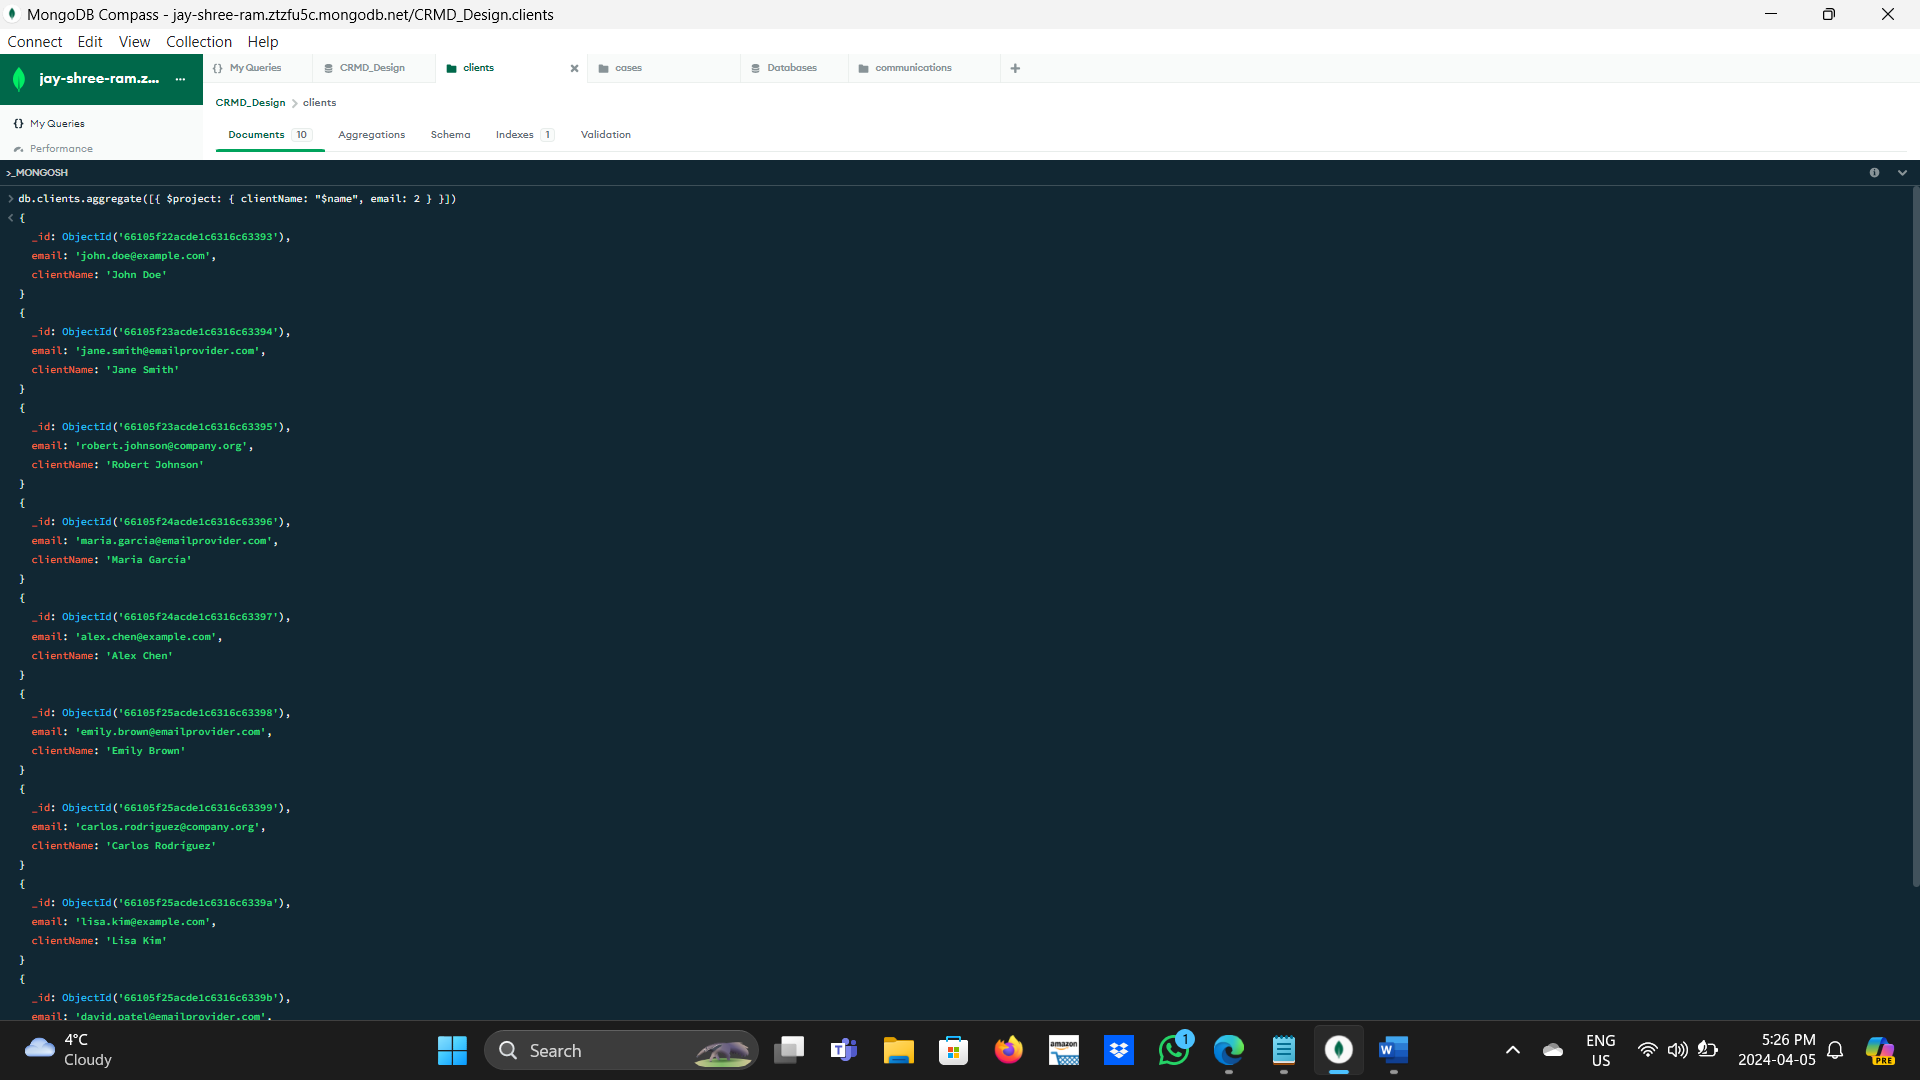 MongoDB Compass - jay-shree-ram.ztzfu5c.mongodb.net/CRMD_Design.clients
Connect Edit View Collection Help
jay-shree-ram.z... ...
{} My Queries CRMD_Design clients cases Databases communications +
CRMD_Design > clients
{} My Queries
Documents 10 Aggregations Schema Indexes 1 Validation
Performance
>_MONGOSH
> db.clients.aggregate([{ $project: { clientName: "$name", email: 2 } }])
< {
_id: ObjectId('66105f22acde1c6316c63393'),
email: 'john.doe@example.com',
clientName: 'John Doe'
}
{
_id: ObjectId('66105f23acde1c6316c63394'),
email: 'jane.smith@emailprovider.com',
clientName: 'Jane Smith'
}
{
_id: ObjectId('66105f23acde1c6316c63395'),
email: 'robert.johnson@company.org',
clientName: 'Robert Johnson'
}
{
_id: ObjectId('66105f24acde1c6316c63396'),
email: 'maria.garcia@emailprovider.com',
clientName: 'Maria García'
}
{
_id: ObjectId('66105f24acde1c6316c63397'),
email: 'alex.chen@example.com',
clientName: 'Alex Chen'
}
{
_id: ObjectId('66105f25acde1c6316c63398'),
email: 'emily.brown@emailprovider.com',
clientName: 'Emily Brown'
}
{
_id: ObjectId('66105f25acde1c6316c63399'),
email: 'carlos.rodriguez@company.org',
clientName: 'Carlos Rodríguez'
}
{
_id: ObjectId('66105f25acde1c6316c6339a'),
email: 'lisa.kim@example.com',
clientName: 'Lisa Kim'
}
{
_id: ObjectId('66105f25acde1c6316c6339b'),
email: 'david.patel@emailprovider.com',
4°C
Cloudy
Search
amazon
1
ENG
US
5:26 PM
2024-04-05
PRE